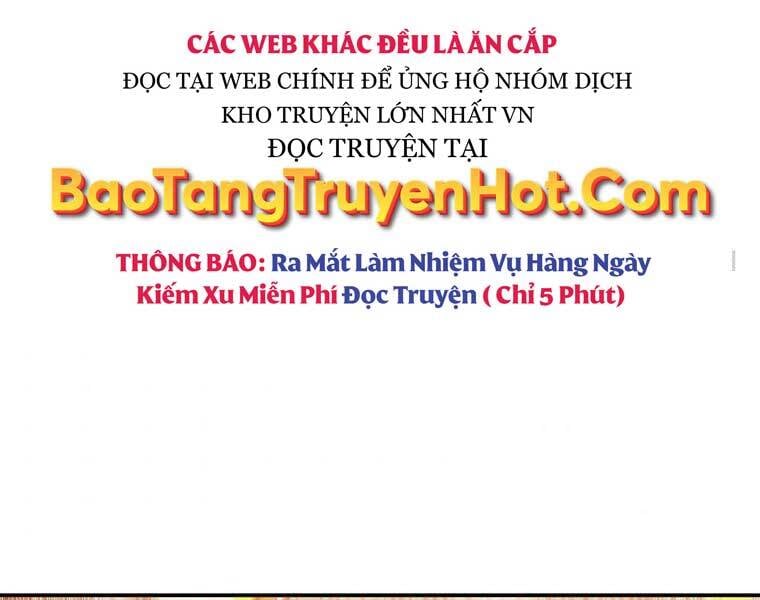 CÁC WEB KHÁC ĐỀU LÀ ĂN CẮP
ĐỌC TẠI WEB CHÍNH ĐỂ ỦNG HỘ NHÓM DỊCH
KHO TRUYỆN LỚN NHẤT VN
ĐỌC TRUYỆN TẠI
BaoTangTruyenHot.Com
THÔNG BÁO: Ra Mắt Làm Nhiệm Vụ Hàng Ngày
Kiếm Xu Miễn Phí Đọc Truyện ( Chỉ 5 Phút)